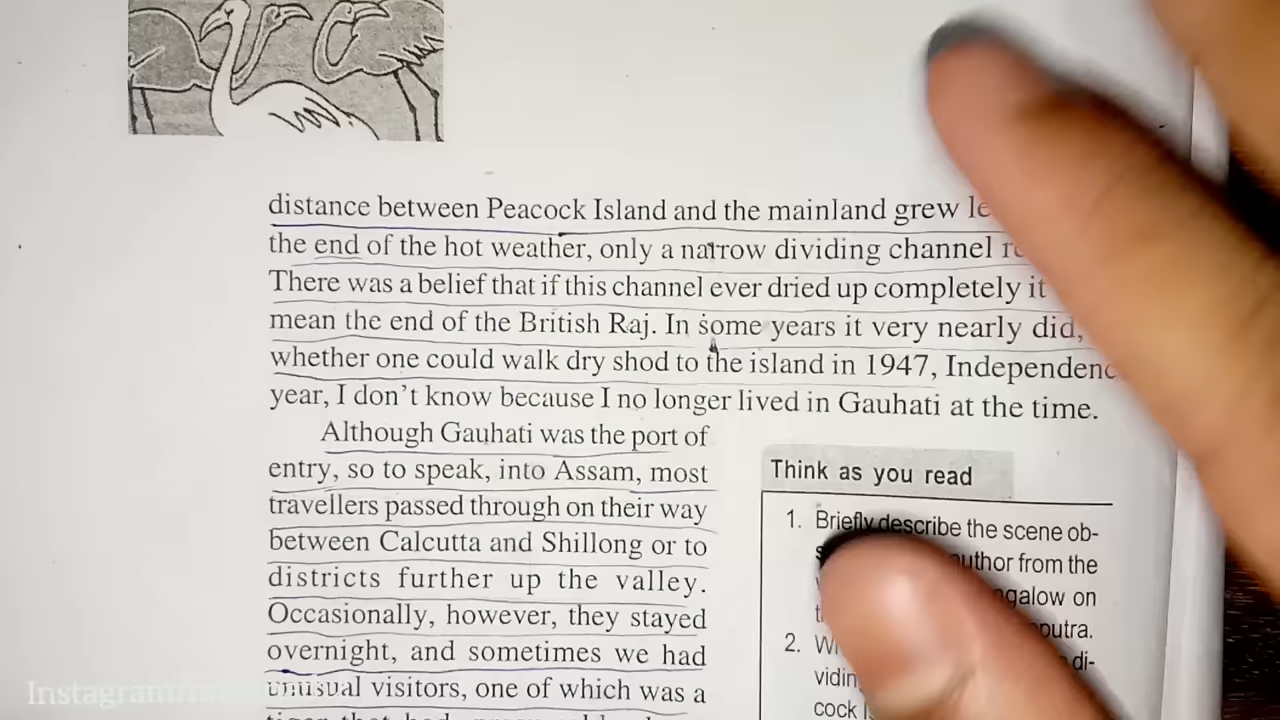 distance between Peacock Island and the mainland grew
the end of the hot weather, only a narrow dividing channel
There was a belief that if this channel ever dried up completely it
mean the end of the British Raj. In some years it very nearly did,
whether one could walk dry shod to the island in 1947, Independenc
year, I don't know because I no longer lived in Gauhati at the time.
Although Gauhati was the port of
entry, so to speak, into Assam, most
travellers passed through on their way
between Calcutta and Shillong or to
districts further up the valley.
Occasionally, however, they stayed
overnight, and sometimes we had
unusual visitors, one of which was a
Think as you read
1. Briefly describe the scene ob-
author from the
galow on
putra.
2.
di-
cock
Instagram